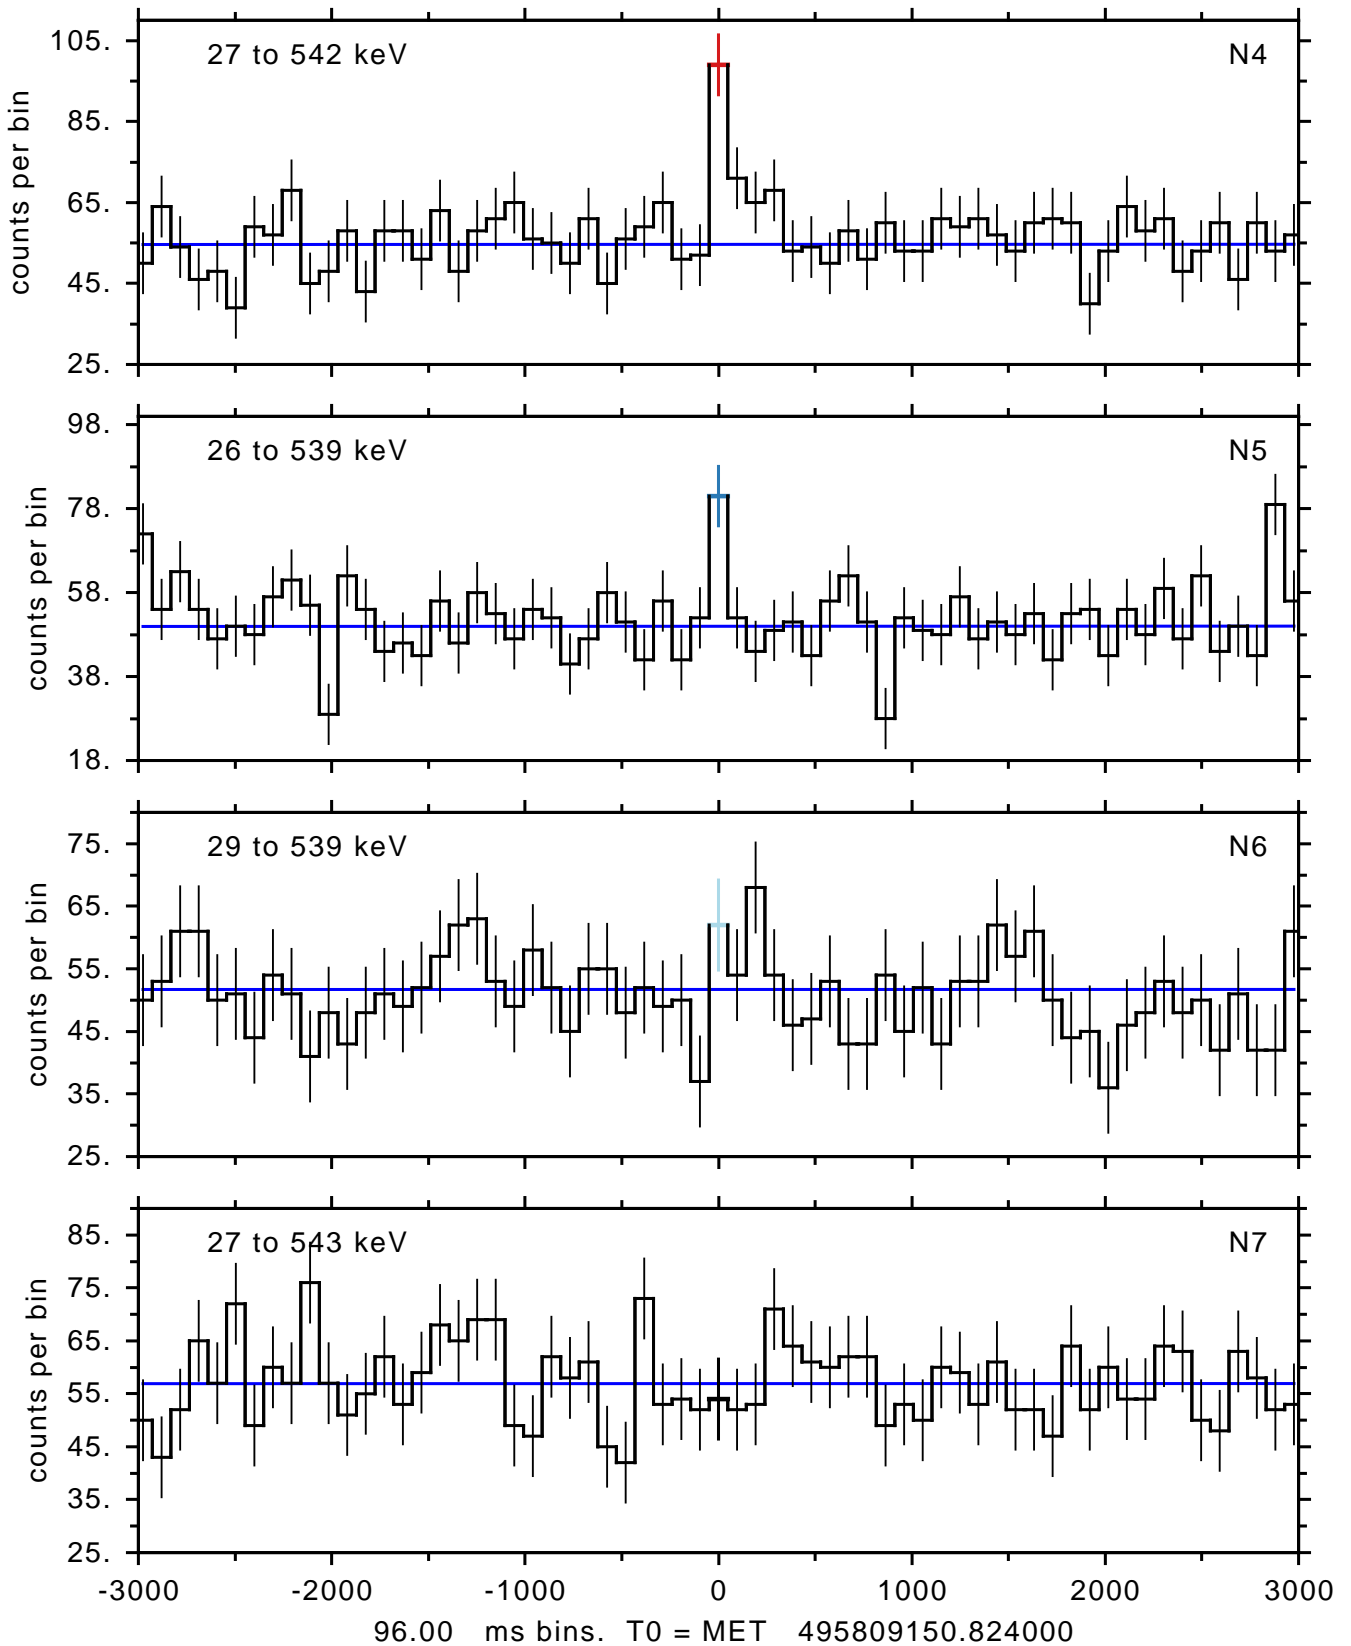 27 to 542 keV N4
105.
85.
65.
45.
25.
counts per bin
26 to 539 keV N5
98.
78.
58.
38.
18.
counts per bin
29 to 539 keV N6
75.
65.
55.
45.
35.
25.
counts per bin
27 to 543 keV N7
85.
75.
65.
55.
45.
35.
25.
counts per bin
-3000 -2000 -1000 0 1000 2000 3000
96.00 ms bins. T0 = MET 495809150.824000